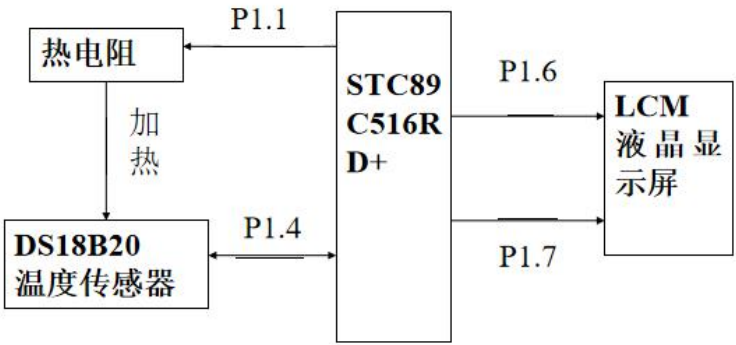 P1.1
热电阻
加
热
DS18B20
温度传感器
P1.4
STC89
C516R
D+
P1.6
P1.7
LCM
液晶显
示屏